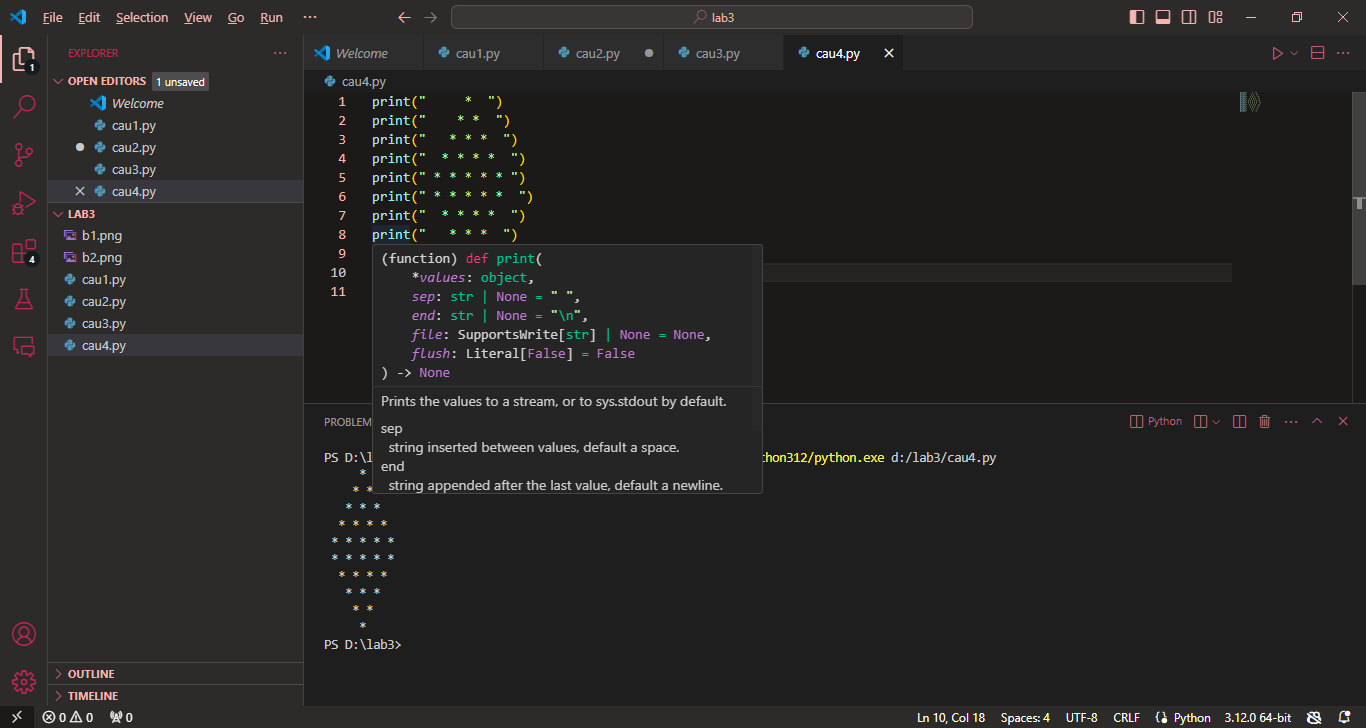 File Edit Selection View Go Run ··· lab3
EXPLORER ···
OPEN EDITORS 1 unsaved
Welcome
cau1.py
cau2.py
cau3.py
cau4.py
LAB3
b1.png
b2.png
cau1.py
cau2.py
cau3.py
cau4.py
OUTLINE
TIMELINE
1
4
Welcome cau1.py cau2.py cau3.py cau4.py
cau4.py
1 print("     *  ")
2 print("    * *  ")
3 print("   * * *  ")
4 print("  * * * *  ")
5 print(" * * * * * ")
6 print(" * * * * *  ")
7 print("  * * * *  ")
8 print("   * * *  ")
9
10
11
(function) def print(
    *values: object,
    sep: str | None = " ",
    end: str | None = "\n",
    file: SupportsWrite[str] | None = None,
    flush: Literal[False] = False
) -> None
Prints the values to a stream, or to sys.stdout by default.
sep
  string inserted between values, default a space.
end
  string appended after the last value, default a newline.
PROBLEM Python
PS D:\l thon312/python.exe d:/lab3/cau4.py
     *
    * *
   * * *
  * * * *
 * * * * *
 * * * * *
  * * * *
   * * *
    * *
     *
PS D:\lab3>
0 0 0 Ln 10, Col 18 Spaces: 4 UTF-8 CRLF Python 3.12.0 64-bit